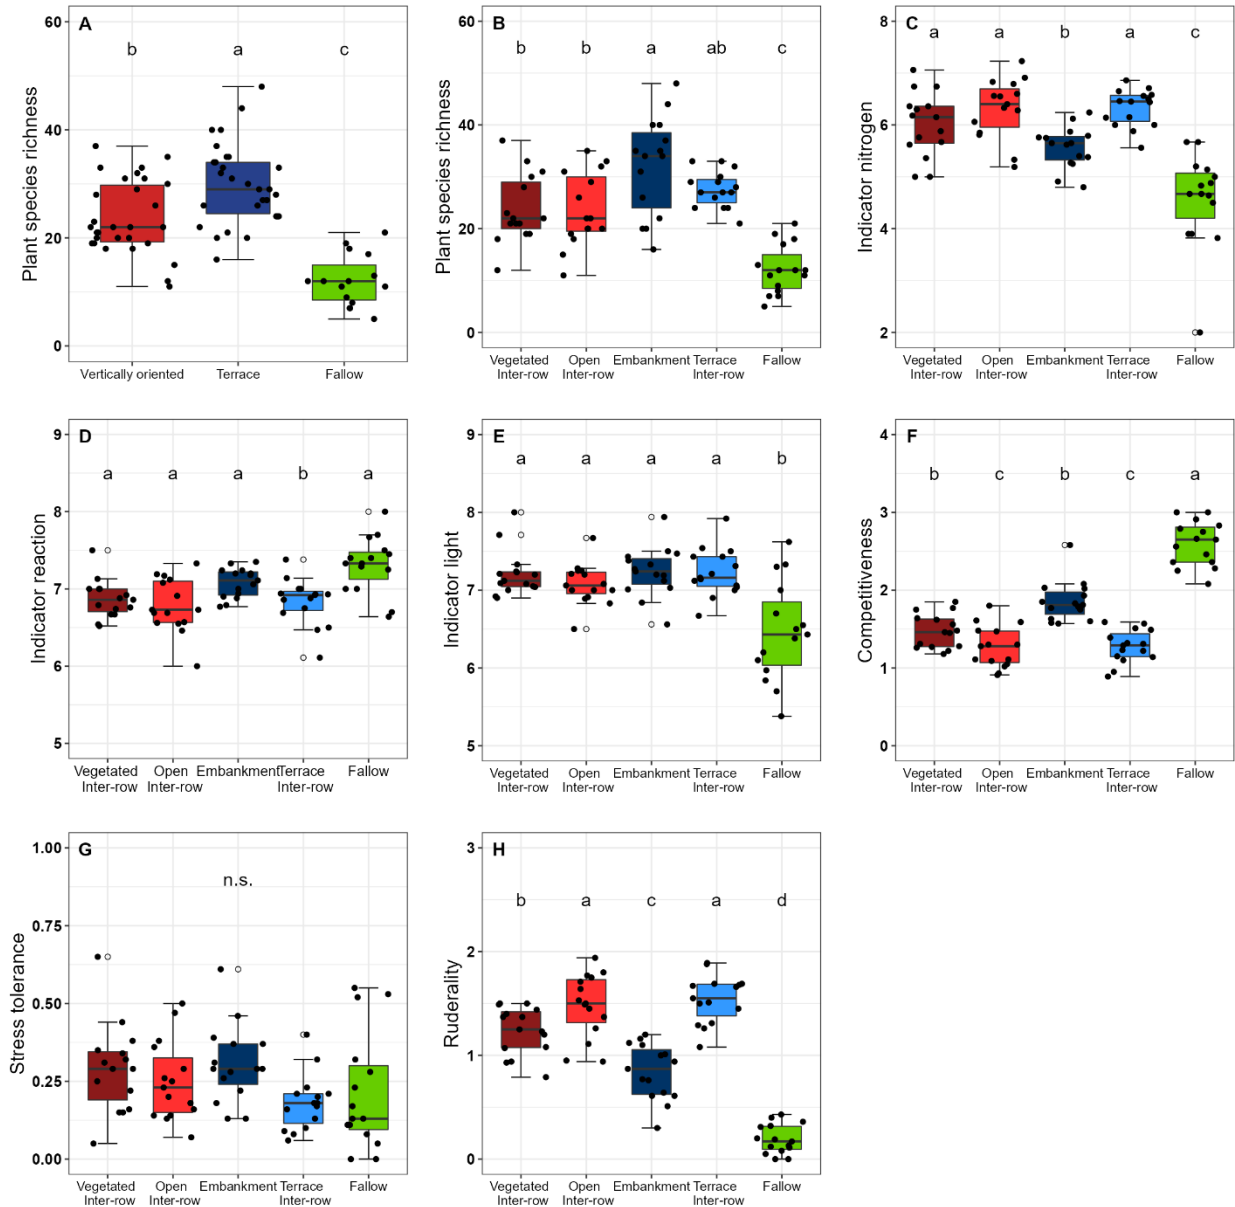 A
Plant species richness
60
40
20
0
b a c
Vertically oriented Terrace Fallow
B
Plant species richness
60
40
20
0
b b a ab c
Vegetated Open Embankment Terrace Fallow
Inter-row Inter-row Inter-row
C
Indicator nitrogen
8
6
4
2
a a b a c
Vegetated Open Embankment Terrace Fallow
Inter-row Inter-row Inter-row
D
Indicator reaction
9
8
7
6
5
a a a b a
Vegetated Open Embankment Terrace Fallow
Inter-row Inter-row Inter-row
E
Indicator light
9
8
7
6
5
a a a a b
Vegetated Open Embankment Terrace Fallow
Inter-row Inter-row Inter-row
F
Competitiveness
4
3
2
1
0
b c b c a
Vegetated Open Embankment Terrace Fallow
Inter-row Inter-row Inter-row
G
Stress tolerance
1.00
0.75
0.50
0.25
0.00
n.s.
Vegetated Open Embankment Terrace Fallow
Inter-row Inter-row Inter-row
H
Ruderality
3
2
1
0
b a c a d
Vegetated Open Embankment Terrace Fallow
Inter-row Inter-row Inter-row